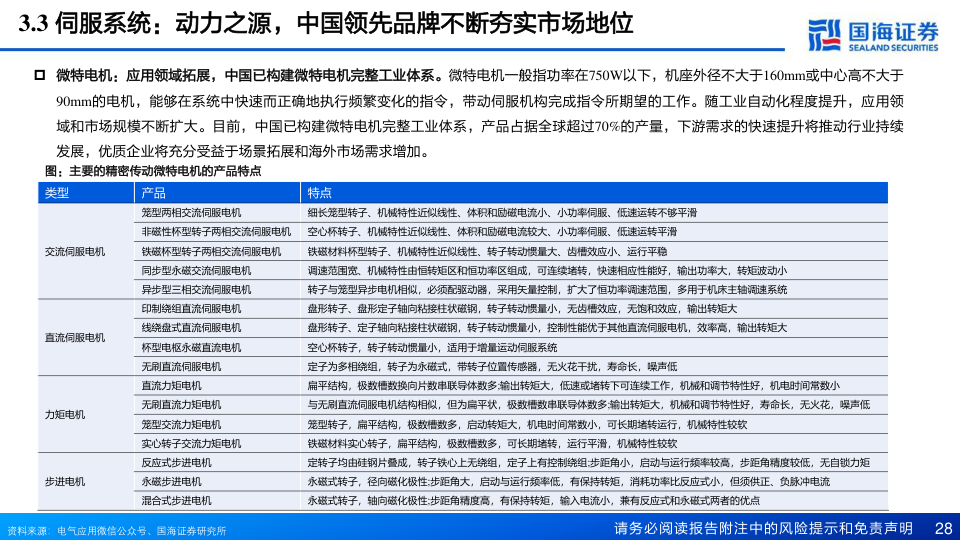 3.3 伺服系统：动力之源，中国领先品牌不断夯实市场地位
国海证券
SEALAND SECURITIES
微特电机：应用领域拓展，中国已构建微特电机完整工业体系。微特电机一般指功率在750W以下，机座外径不大于160mm或中心高不大于
90mm的电机，能够在系统中快速而正确地执行频繁变化的指令，带动伺服机构完成指令所期望的工作。随工业自动化程度提升，应用领
域和市场规模不断扩大。目前，中国已构建微特电机完整工业体系，产品占据全球超过70%的产量，下游需求的快速提升将推动行业持续
发展，优质企业将充分受益于场景拓展和海外市场需求增加。
图：主要的精密传动微特电机的产品特点
类型 产品 特点
交流伺服电机
笼型两相交流伺服电机 细长笼型转子、机械特性近似线性、体积和励磁电流小、小功率伺服、低速运转不够平滑
非磁性杯型转子两相交流伺服电机 空心杯转子、机械特性近似线性、体积和励磁电流较大、小功率伺服、低速运转平滑
铁磁杯型转子两相交流伺服电机 铁磁材料杯型转子、机械特性近似线性、转子转动惯量大、齿槽效应小、运行平稳
同步型永磁交流伺服电机 调速范围宽、机械特性由恒转矩区和恒功率区组成，可连续堵转，快速相应性能好，输出功率大，转矩波动小
异步型三相交流伺服电机 转子与笼型异步电机相似，必须配驱动器，采用矢量控制，扩大了恒功率调速范围，多用于机床主轴调速系统
直流伺服电机
印制绕组直流伺服电机 盘形转子、盘形定子轴向粘接柱状磁钢，转子转动惯量小，无齿槽效应，无饱和效应，输出转矩大
线绕盘式直流伺服电机 盘形转子、定子轴向粘接柱状磁钢，转子转动惯量小，控制性能优于其他直流伺服电机，效率高，输出转矩大
杯型电枢永磁直流电机 空心杯转子，转子转动惯量小，适用于增量运动伺服系统
无刷直流伺服电机 定子为多相绕组，转子为永磁式，带转子位置传感器，无火花干扰，寿命长，噪声低
力矩电机
直流力矩电机 扁平结构，极数槽数换向片数串联导体数多;输出转矩大，低速或堵转下可连续工作，机械和调节特性好，机电时间常数小
无刷直流力矩电机 与无刷直流伺服电机结构相似，但为扁平状，极数槽数串联导体数多;输出转矩大，机械和调节特性好，寿命长，无火花，噪声低
笼型交流力矩电机 笼型转子，扁平结构，极数槽数多，启动转矩大，机电时间常数小，可长期堵转运行，机械特性较软
实心转子交流力矩电机 铁磁材料实心转子，扁平结构，极数槽数多，可长期堵转，运行平滑，机械特性较软
步进电机
反应式步进电机 定转子均由硅钢片叠成，转子铁心上无绕组，定子上有控制绕组;步距角小，启动与运行频率较高，步距角精度较低，无自锁力矩
永磁步进电机 永磁式转子，径向磁化极性;步距角大，启动与运行频率低，有保持转矩，消耗功率比反应式小，但须供正、负脉冲电流
混合式步进电机 永磁式转子，轴向磁化极性;步距角精度高，有保持转矩，输入电流小，兼有反应式和永磁式两者的优点
资料来源：电气应用微信公众号、国海证券研究所
请务必阅读报告附注中的风险提示和免责声明 28